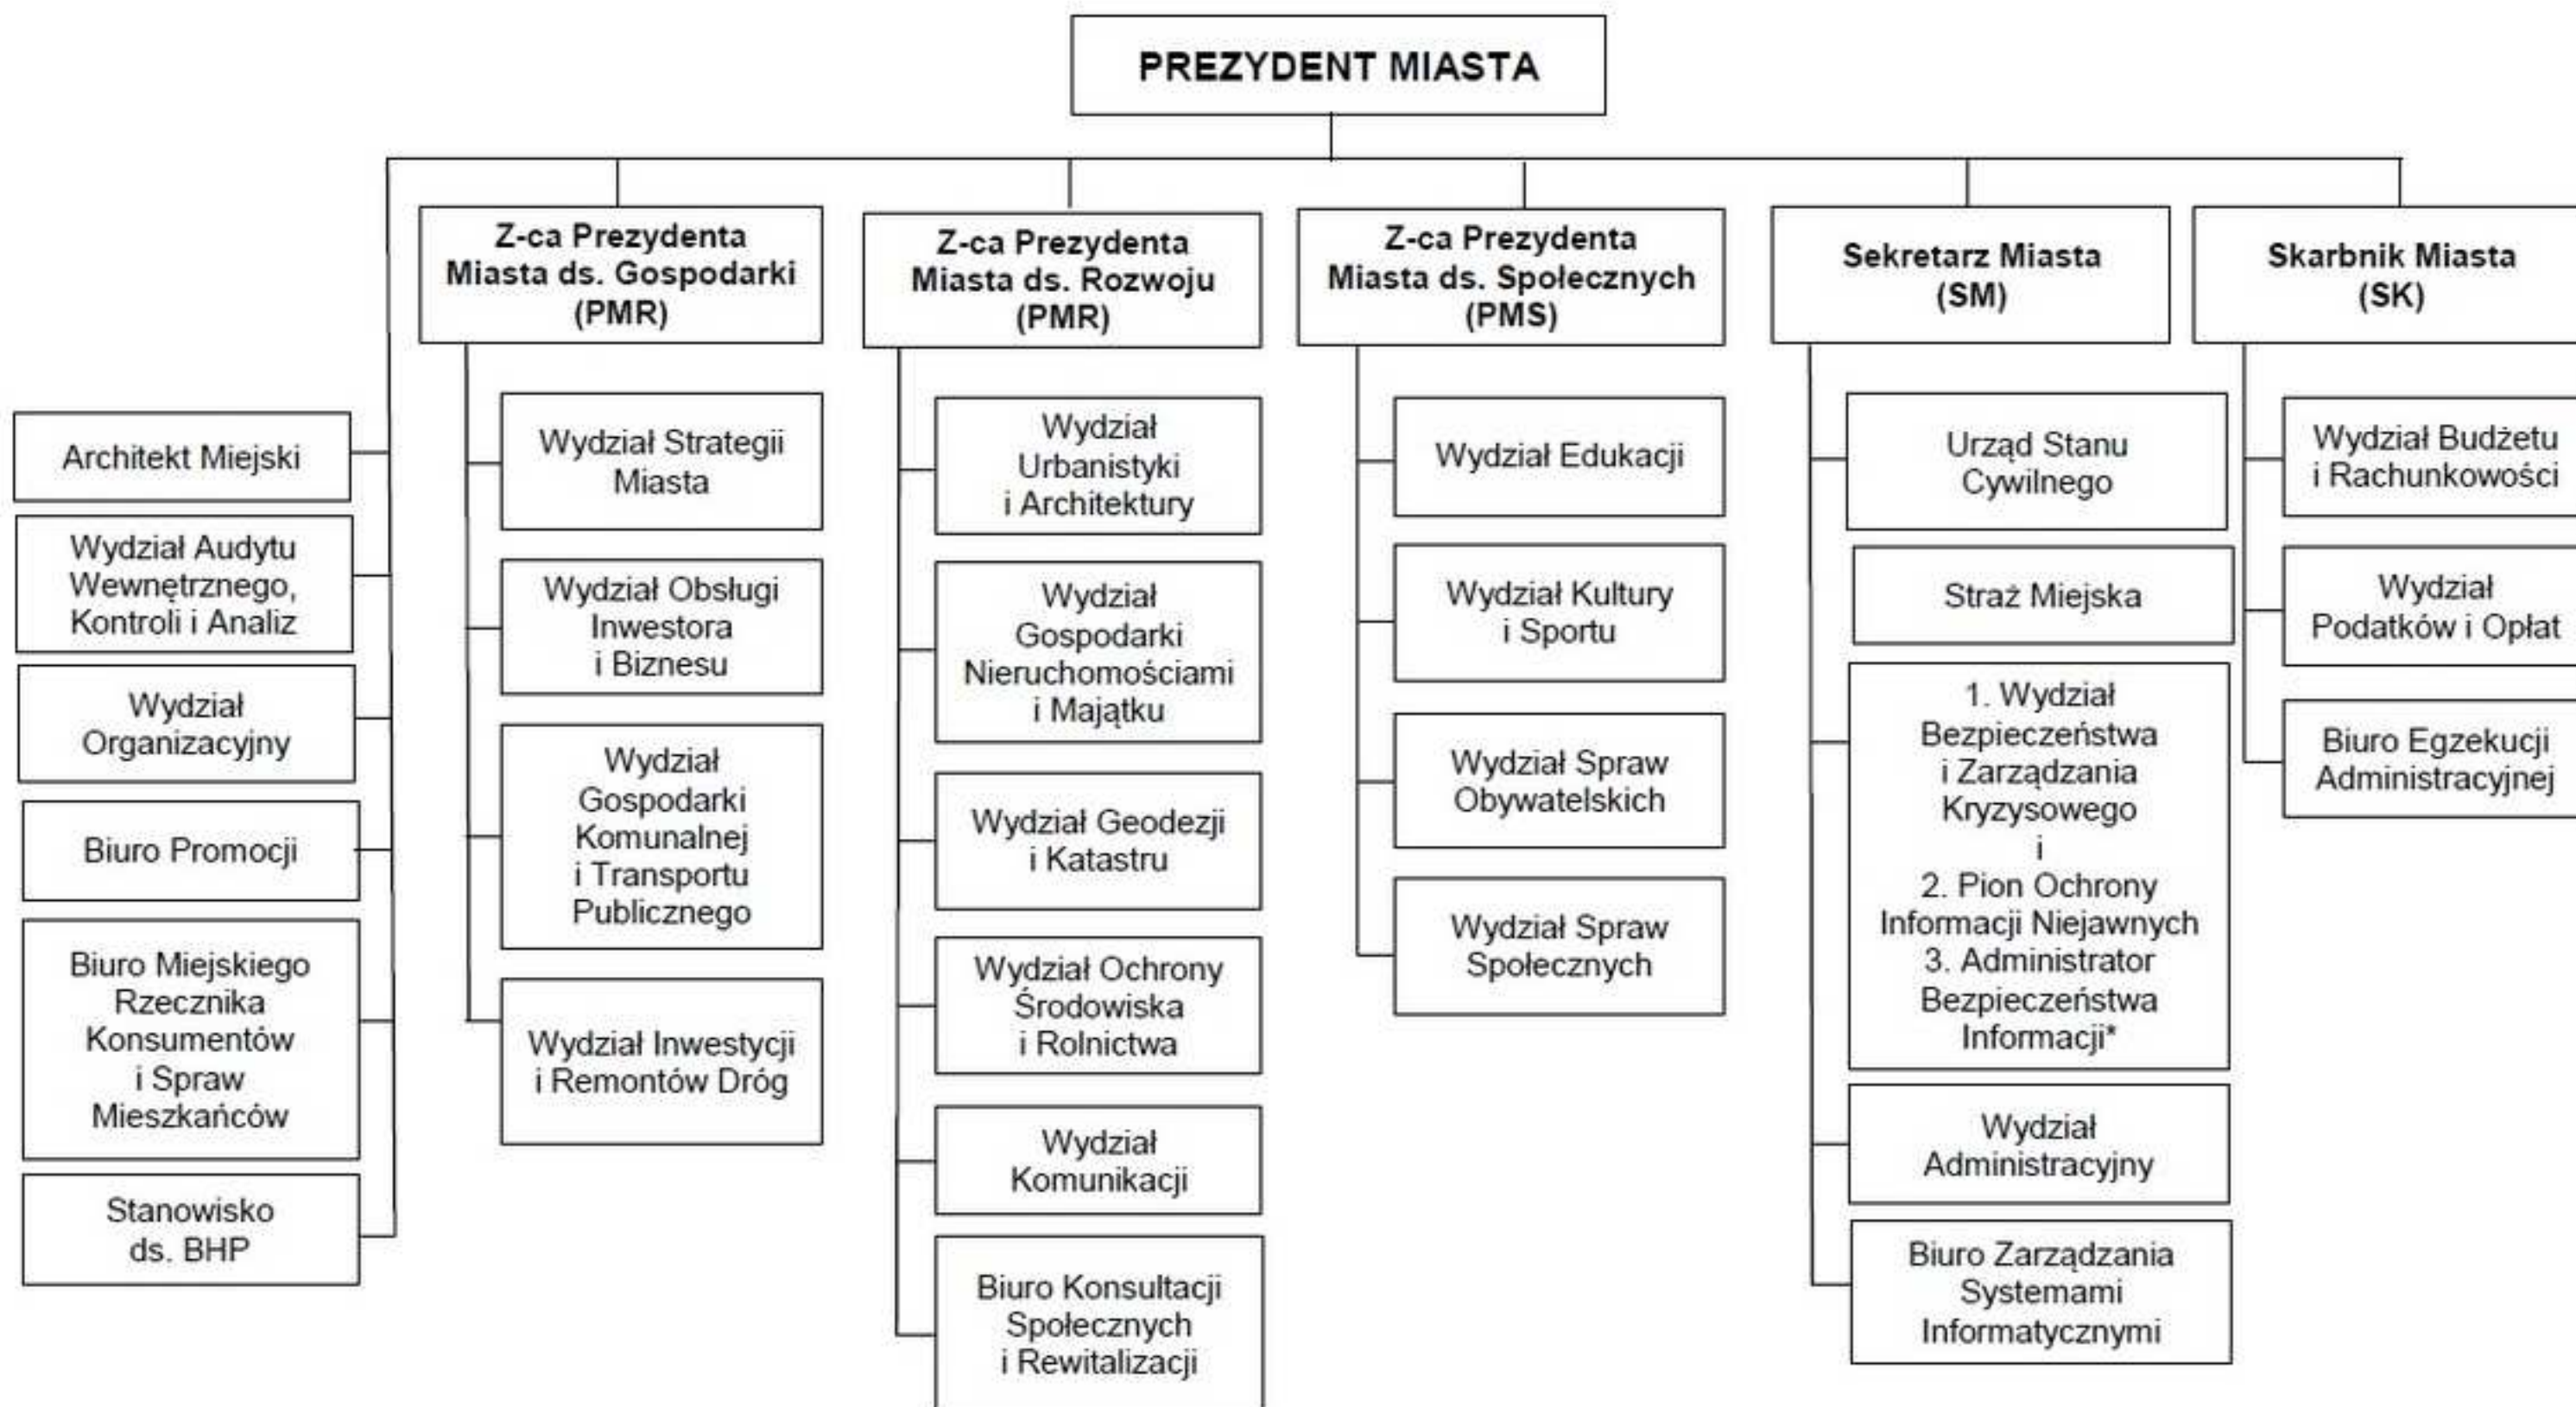 PREZYDENT MIASTA
Architekt Miejski
Wydział Audytu
Wewnętrznego,
Kontroli i Analiz
Wydział
Organizacyjny
Biuro Promocji
Biuro Miejskiego
Rzecznika
Konsumentów
i Spraw
Mieszkańców
Stanowisko
ds. BHP
Z-ca Prezydenta
Miasta ds. Gospodarki
(PMR)
Wydział Strategii
Miasta
Wydział Obsługi
Inwestora
i Biznesu
Wydział
Gospodarki
Komunalnej
i Transportu
Publicznego
Wydział Inwestycji
i Remontów Dróg
Z-ca Prezydenta
Miasta ds. Rozwoju
(PMR)
Wydział
Urbanistyki
i Architektury
Wydział
Gospodarki
Nieruchomościami
i Majątku
Wydział Geodezji
i Katastru
Wydział Ochrony
Środowiska
i Rolnictwa
Wydział
Komunikacji
Biuro Konsultacji
Społecznych
i Rewitalizacji
Z-ca Prezydenta
Miasta ds. Społecznych
(PMS)
Wydział Edukacji
Wydział Kultury
i Sportu
Wydział Spraw
Obywatelskich
Wydział Spraw
Społecznych
Sekretarz Miasta
(SM)
Urząd Stanu
Cywilnego
Straż Miejska
1. Wydział
Bezpieczeństwa
i Zarządzania
Kryzysowego
i
2. Pion Ochrony
Informacji Niejawnych
3. Administrator
Bezpieczeństwa
Informacji*
Wydział
Administracyjny
Biuro Zarządzania
Systemami
Informatycznymi
Skarbnik Miasta
(SK)
Wydział Budżetu
i Rachunkowości
Wydział
Podatków i Opłat
Biuro Egzekucji
Administracyjnej